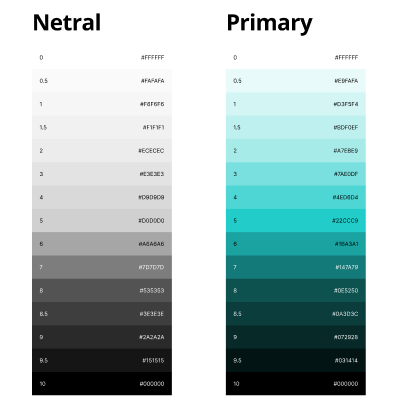 Netral
0 #FFFFFF
0.5 #FAFAFA
1 #F6F6F6
1.5 #F1F1F1
2 #ECECEC
3 #E3E3E3
4 #D9D9D9
5 #D0D0D0
6 #A6A6A6
7 #7D7D7D
8 #535353
8.5 #3E3E3E
9 #2A2A2A
9.5 #151515
10 #000000
Primary
0 #FFFFFF
0.5 #E9FAFA
1 #D3F5F4
1.5 #BDF0EF
2 #A7EBE9
3 #7AE0DF
4 #4ED6D4
5 #22CCC9
6 #1BA3A1
7 #147A79
8 #0E5250
8.5 #0A3D3C
9 #072928
9.5 #031414
10 #000000